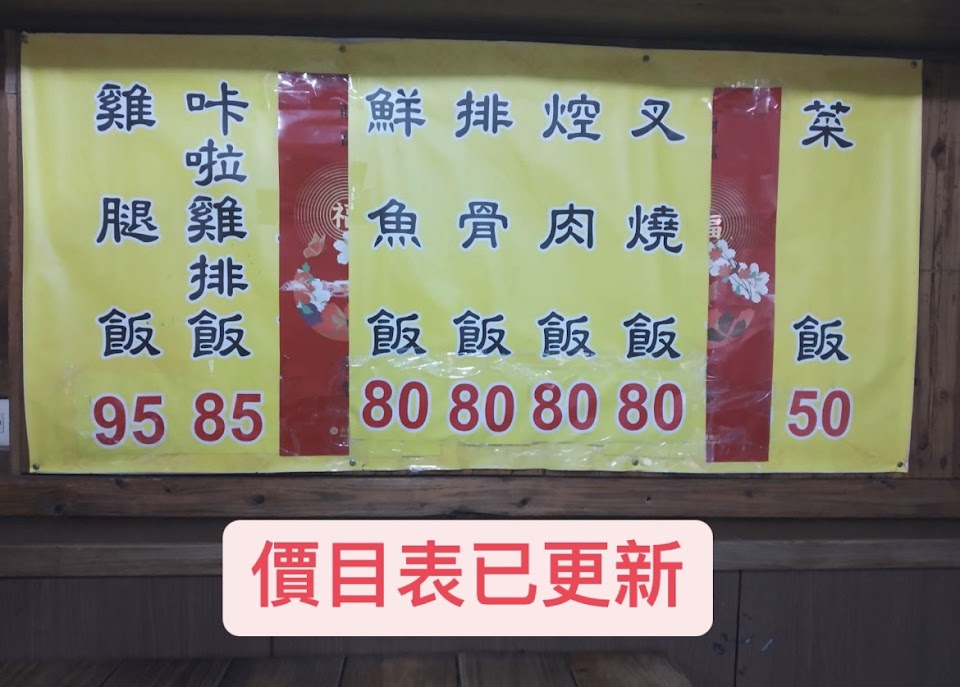 雞腿飯 95
咔啦雞排飯 85
鮮魚飯 80
排骨飯 80
焢肉飯 80
叉燒飯 80
菜飯 50
福
價目表已更新